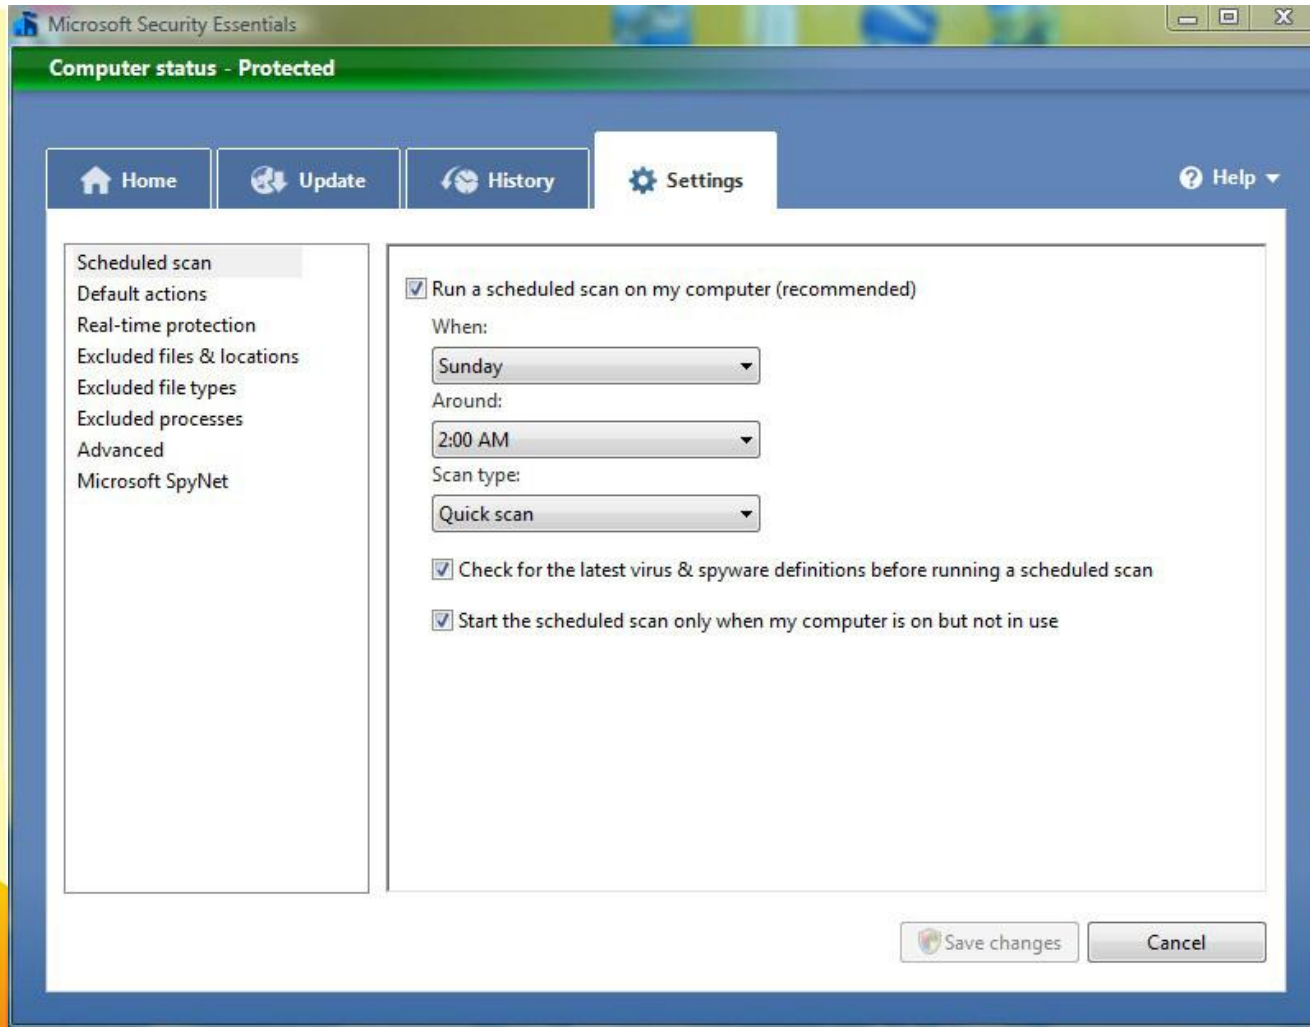 Microsoft Security Essentials
Computer status - Protected
Home
Update
History
Settings
Help
Scheduled scan
Default actions
Real-time protection
Excluded files & locations
Excluded file types
Excluded processes
Advanced
Microsoft SpyNet
Run a scheduled scan on my computer (recommended)
When:
Sunday
Around:
2:00 AM
Scan type:
Quick scan
Check for the latest virus & spyware definitions before running a scheduled scan
Start the scheduled scan only when my computer is on but not in use
Save changes
Cancel